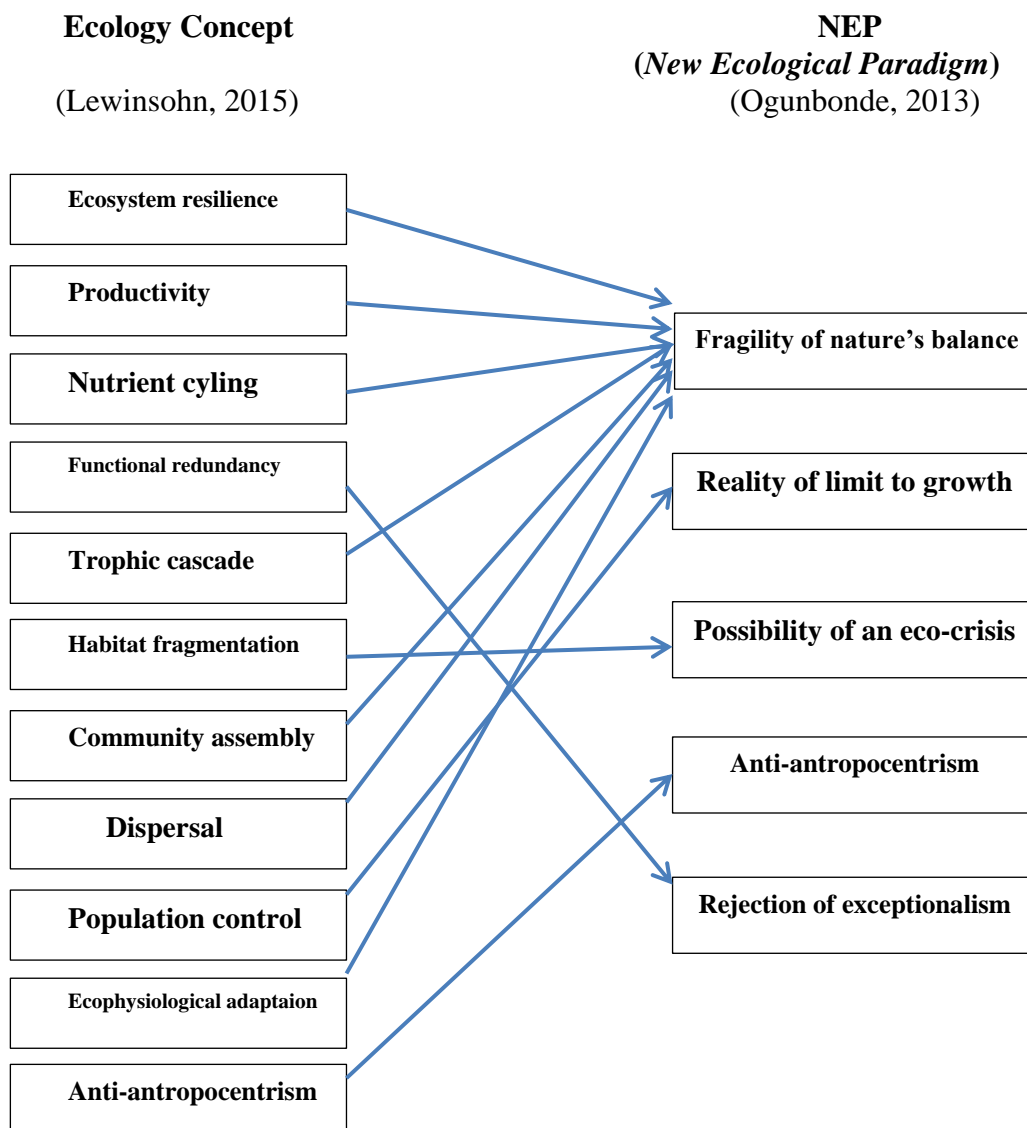 Ecology Concept
(Lewinsohn, 2015)
NEP
(New Ecological Paradigm)
(Ogunbonde, 2013)
Ecosystem resilience
Productivity
Nutrient cyling
Functional redundancy
Trophic cascade
Habitat fragmentation
Community assembly
Dispersal
Population control
Ecophysiological adaptaion
Anti-antropocentrism
Fragility of nature’s balance
Reality of limit to growth
Possibility of an eco-crisis
Anti-antropocentrism
Rejection of exceptionalism